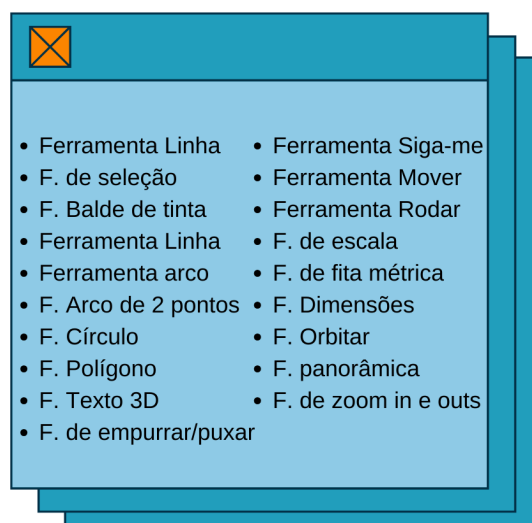 • Ferramenta Linha
• F. de seleção
• F. Balde de tinta
• Ferramenta Linha
• Ferramenta arco
• F. Arco de 2 pontos
• F. Círculo
• F. Polígono
• F. Texto 3D
• F. de empurrar/puxar
• Ferramenta Siga-me
• Ferramenta Mover
• Ferramenta Rodar
• F. de escala
• F. de fita métrica
• F. Dimensões
• F. Orbitar
• F. panorâmica
• F. de zoom in e outs